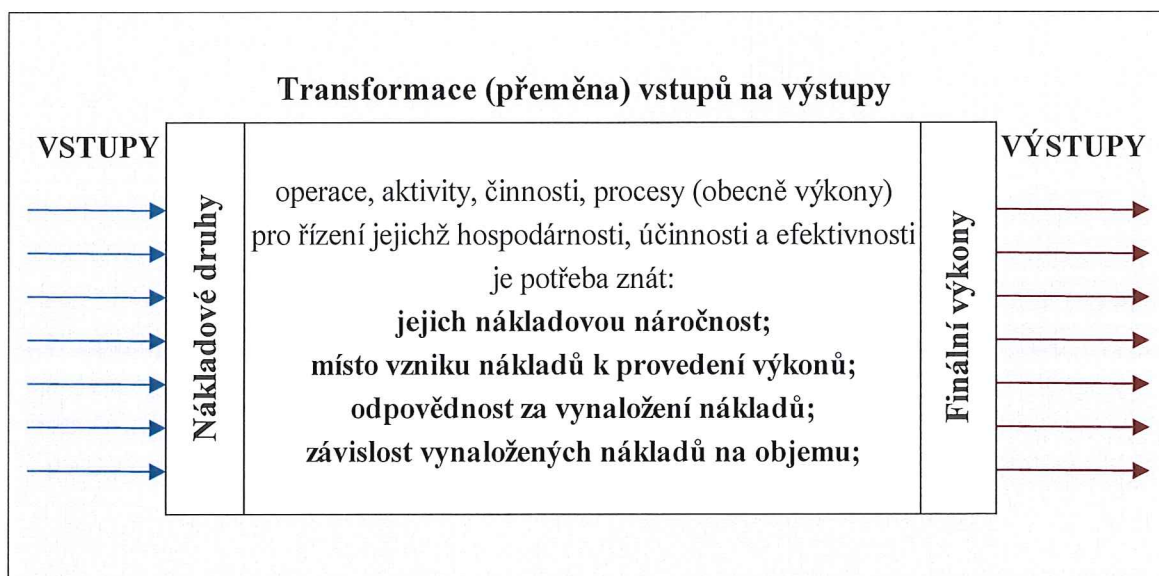 Transformace (přeměna) vstupů na výstupy
VSTUPY
Nákladové druhy
operace, aktivity, činnosti, procesy (obecně výkony)
pro řízení jejichž hospodárnosti, účinnosti a efektivnosti
je potřeba znát:
jejich nákladovou náročnost;
místo vzniku nákladů k provedení výkonů;
odpovědnost za vynaložení nákladů;
závislost vynaložených nákladů na objemu;
Finální výkony
VÝSTUPY